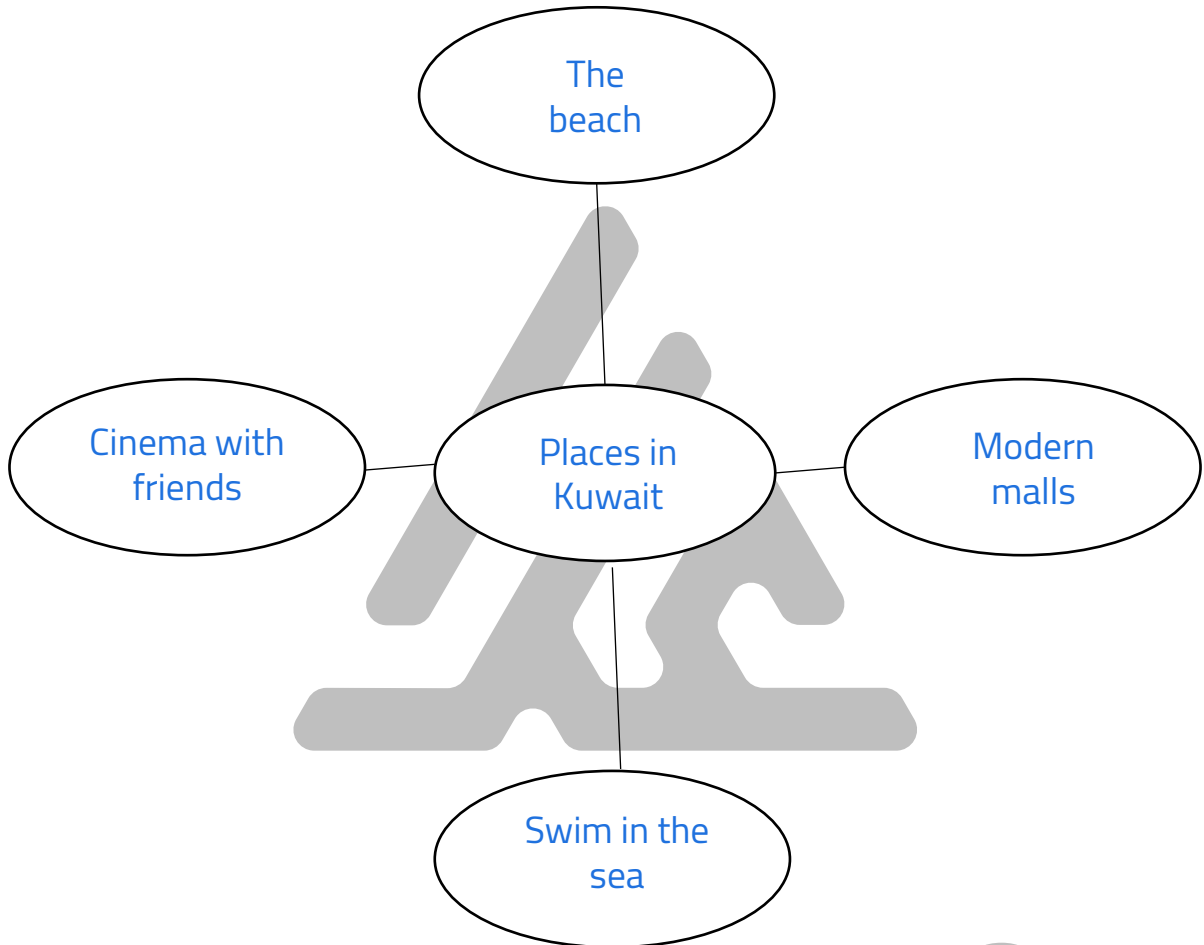 The
beach
Cinema with
friends
Places in
Kuwait
Modern
malls
Swim in the
sea